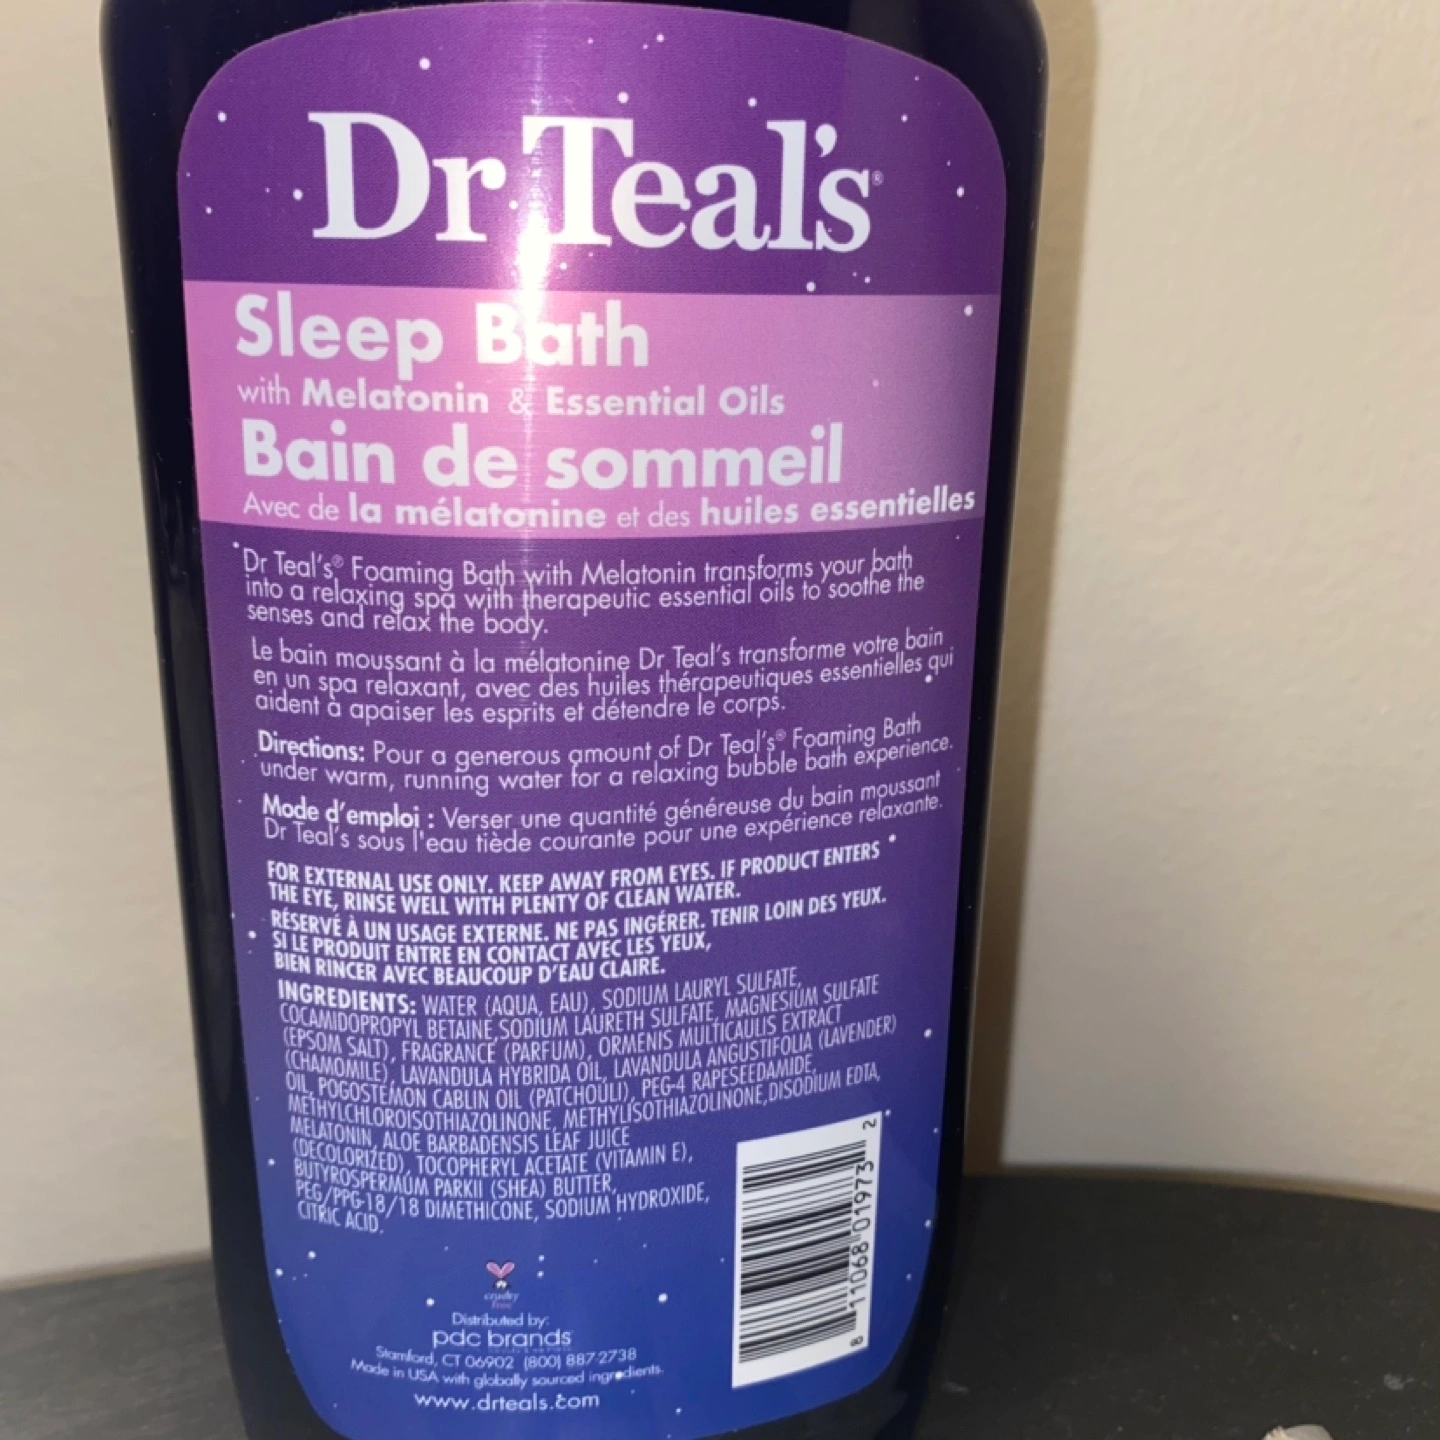 Dr Teal's®
Sleep Bath
with Melatonin & Essential Oils
Bain de sommeil
Avec de la mélatonine et des huiles essentielles
Dr Teal's® Foaming Bath with Melatonin transforms your bath
into a relaxing spa with therapeutic essential oils to soothe the
senses and relax the body.
Le bain moussant à la mélatonine Dr Teal's transforme votre bain
en un spa relaxant, avec des huiles thérapeutiques essentielles qui
aident à apaiser les esprits et détendre le corps.
Directions: Pour a generous amount of Dr Teal's® Foaming Bath
under warm, running water for a relaxing bubble bath experience.
Mode d'emploi : Verser une quantité généreuse du bain moussant
Dr Teal's sous l'eau tiède courante pour une expérience relaxante.
FOR EXTERNAL USE ONLY. KEEP AWAY FROM EYES. IF PRODUCT ENTERS
THE EYE, RINSE WELL WITH PLENTY OF CLEAN WATER.
RÉSERVÉ À UN USAGE EXTERNE. NE PAS INGÉRER. TENIR LOIN DES YEUX.
SI LE PRODUIT ENTRE EN CONTACT AVEC LES YEUX,
BIEN RINCER AVEC BEAUCOUP D'EAU CLAIRE.
INGREDIENTS: WATER (AQUA, EAU), SODIUM LAURYL SULFATE,
COCAMIDOPROPYL BETAINE,SODIUM LAURETH SULFATE, MAGNESIUM SULFATE
(EPSOM SALT), FRAGRANCE (PARFUM), ORMENIS MULTICAULIS EXTRACT
(CHAMOMILE), LAVANDULA HYBRIDA OIL, LAVANDULA ANGUSTIFOLIA (LAVENDER)
OIL, POGOSTEMON CABLIN OIL (PATCHOULI), PEG-4 RAPESEEDAMIDE,
METHYLCHLOROISOTHIAZOLINONE, METHYLISOTHIAZOLINONE,DISODIUM EDTA,
MELATONIN, ALOE BARBADENSIS LEAF JUICE
(DECOLORIZED), TOCOPHERYL ACETATE (VITAMIN E),
BUTYROSPERMUM PARKII (SHEA) BUTTER,
PEG/PPG-18/18 DIMETHICONE, SODIUM HYDROXIDE,
CITRIC ACID.
cruelty
free
Distributed by:
pdc brands
Stamford, CT 06902 (800) 887-2738
Made in USA with globally sourced ingredients.
www.drteals.com
8 11068 01973 2